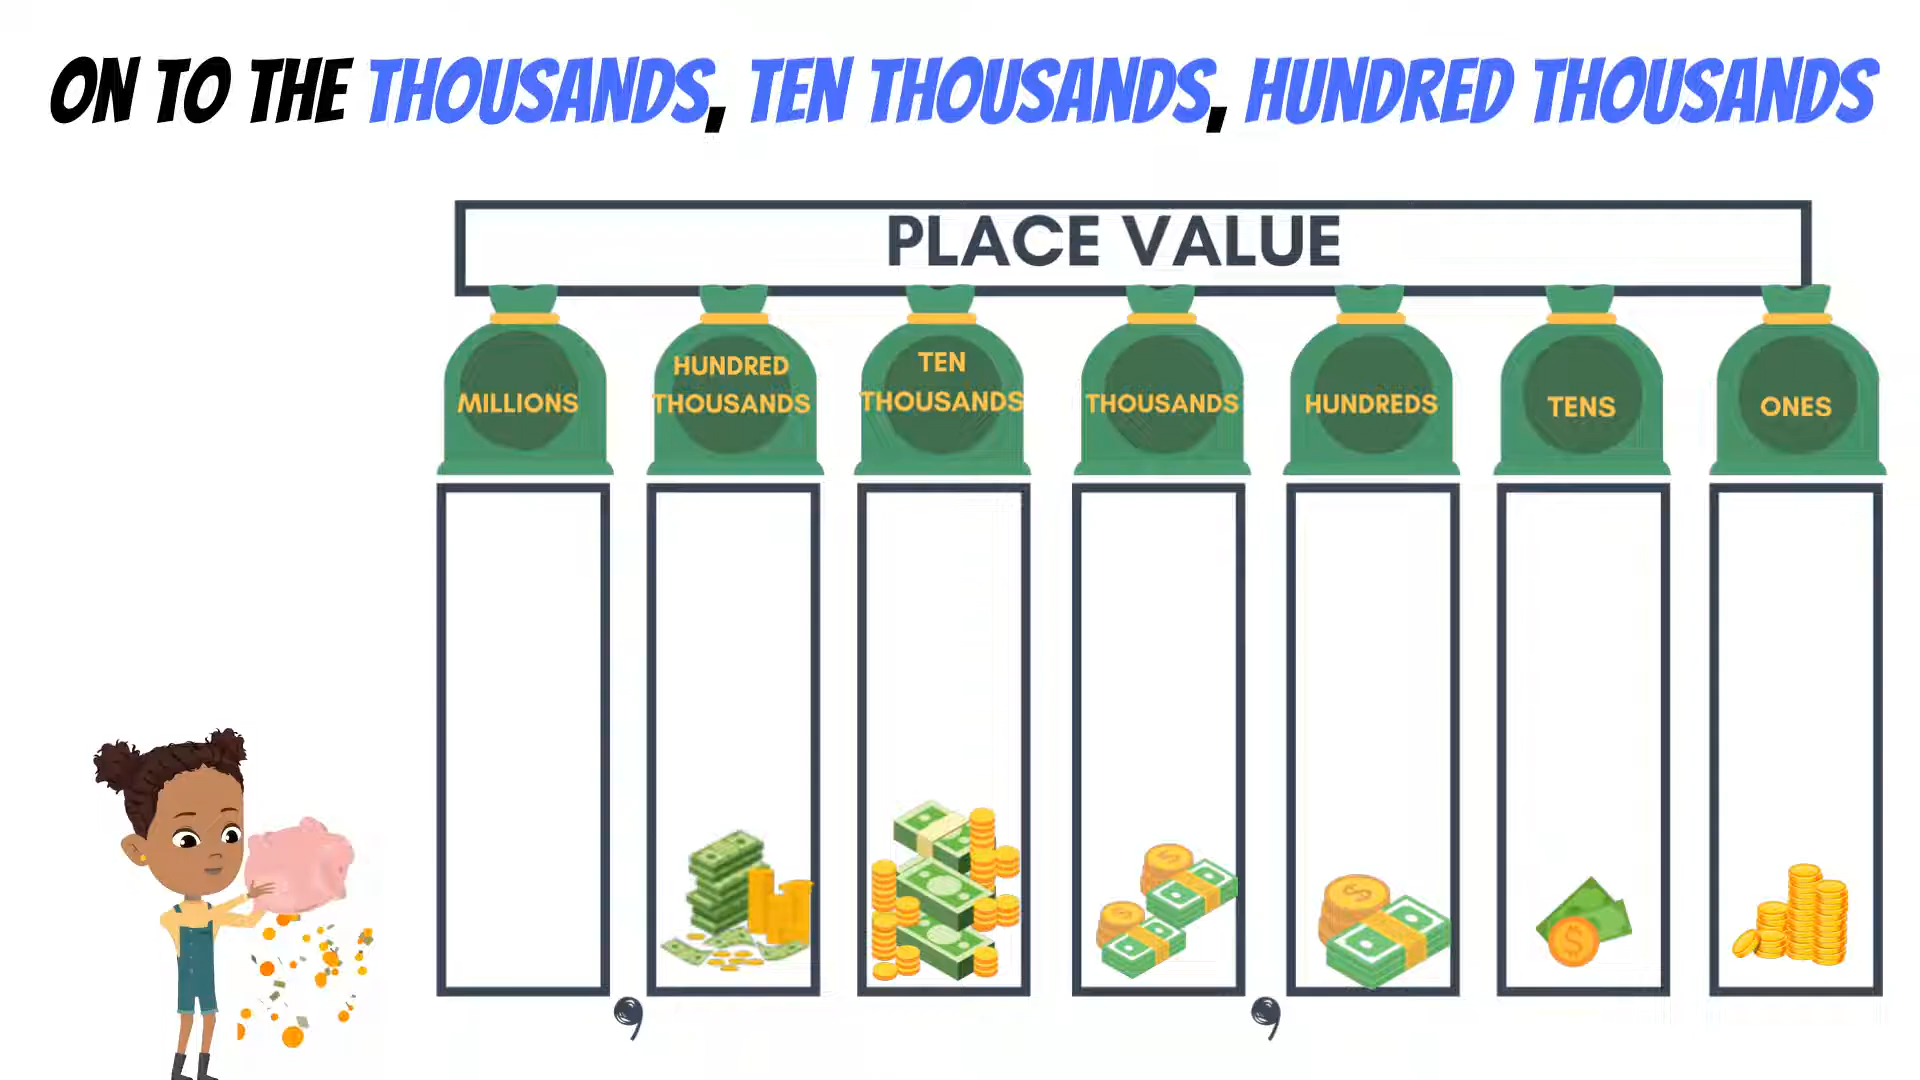 ON TO THE THOUSANDS, TEN THOUSANDS, HUNDRED THOUSANDS
PLACE VALUE
MILLIONS
HUNDRED
THOUSANDS
TEN
THOUSANDS
THOUSANDS
HUNDREDS
TENS
ONES
,
,